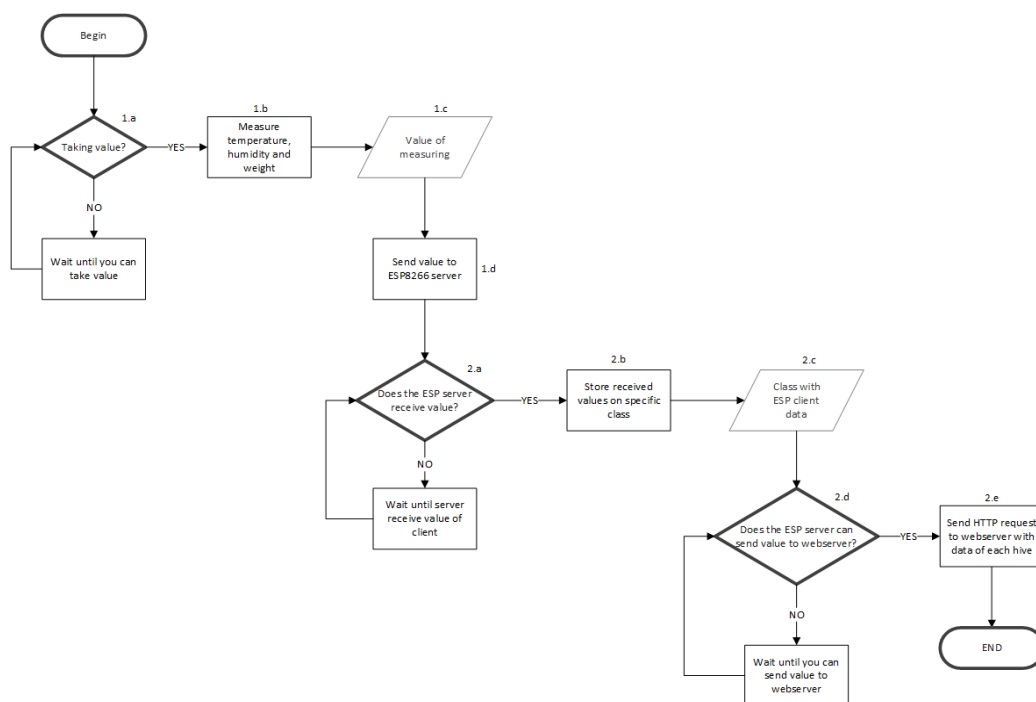 Begin
1.a
Taking value?
YES
NO
Wait until you can
take value
1.b
Measure
temperature,
humidity and
weight
1.c
Value of
measuring
Send value to
ESP8266 server
1.d
2.a
Does the ESP server
receive value?
YES
NO
Wait until server
receive value of
client
2.b
Store received
values on specific
class
2.c
Class with
ESP client
data
2.d
Does the ESP server can
send value to webserver?
YES
NO
Wait until you can
send value to
webserver
2.e
Send HTTP request
to webserver with
data of each hive
END